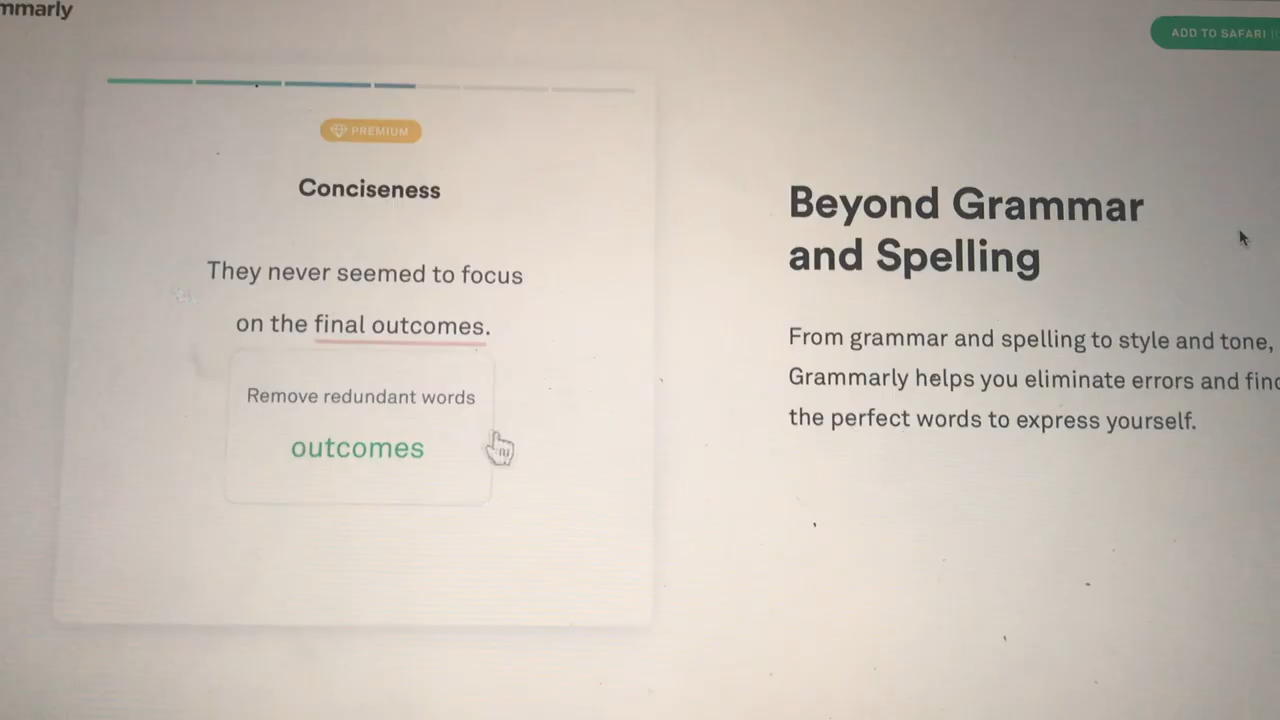 mmarly
ADD TO SAFARI
PREMIUM
Conciseness
They never seemed to focus
on the final outcomes.
Remove redundant words
outcomes
Beyond Grammar
and Spelling
From grammar and spelling to style and tone,
Grammarly helps you eliminate errors and find
the perfect words to express yourself.